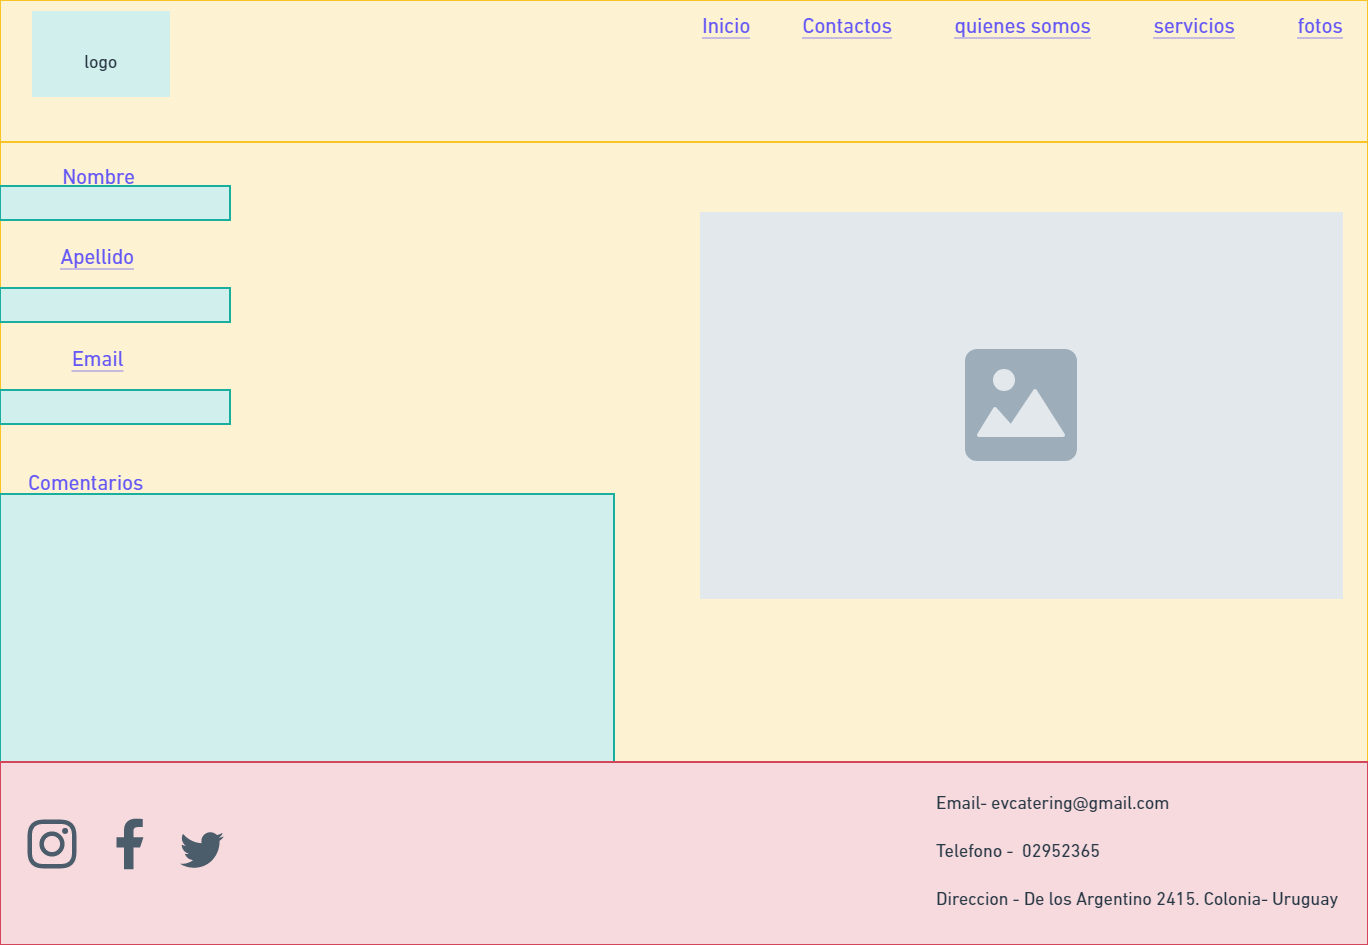 logo
Inicio Contactos quienes somos servicios fotos
Nombre
Apellido
Email
Comentarios
Email- evcatering@gmail.com
Telefono - 02952365
Direccion - De los Argentino 2415. Colonia- Uruguay